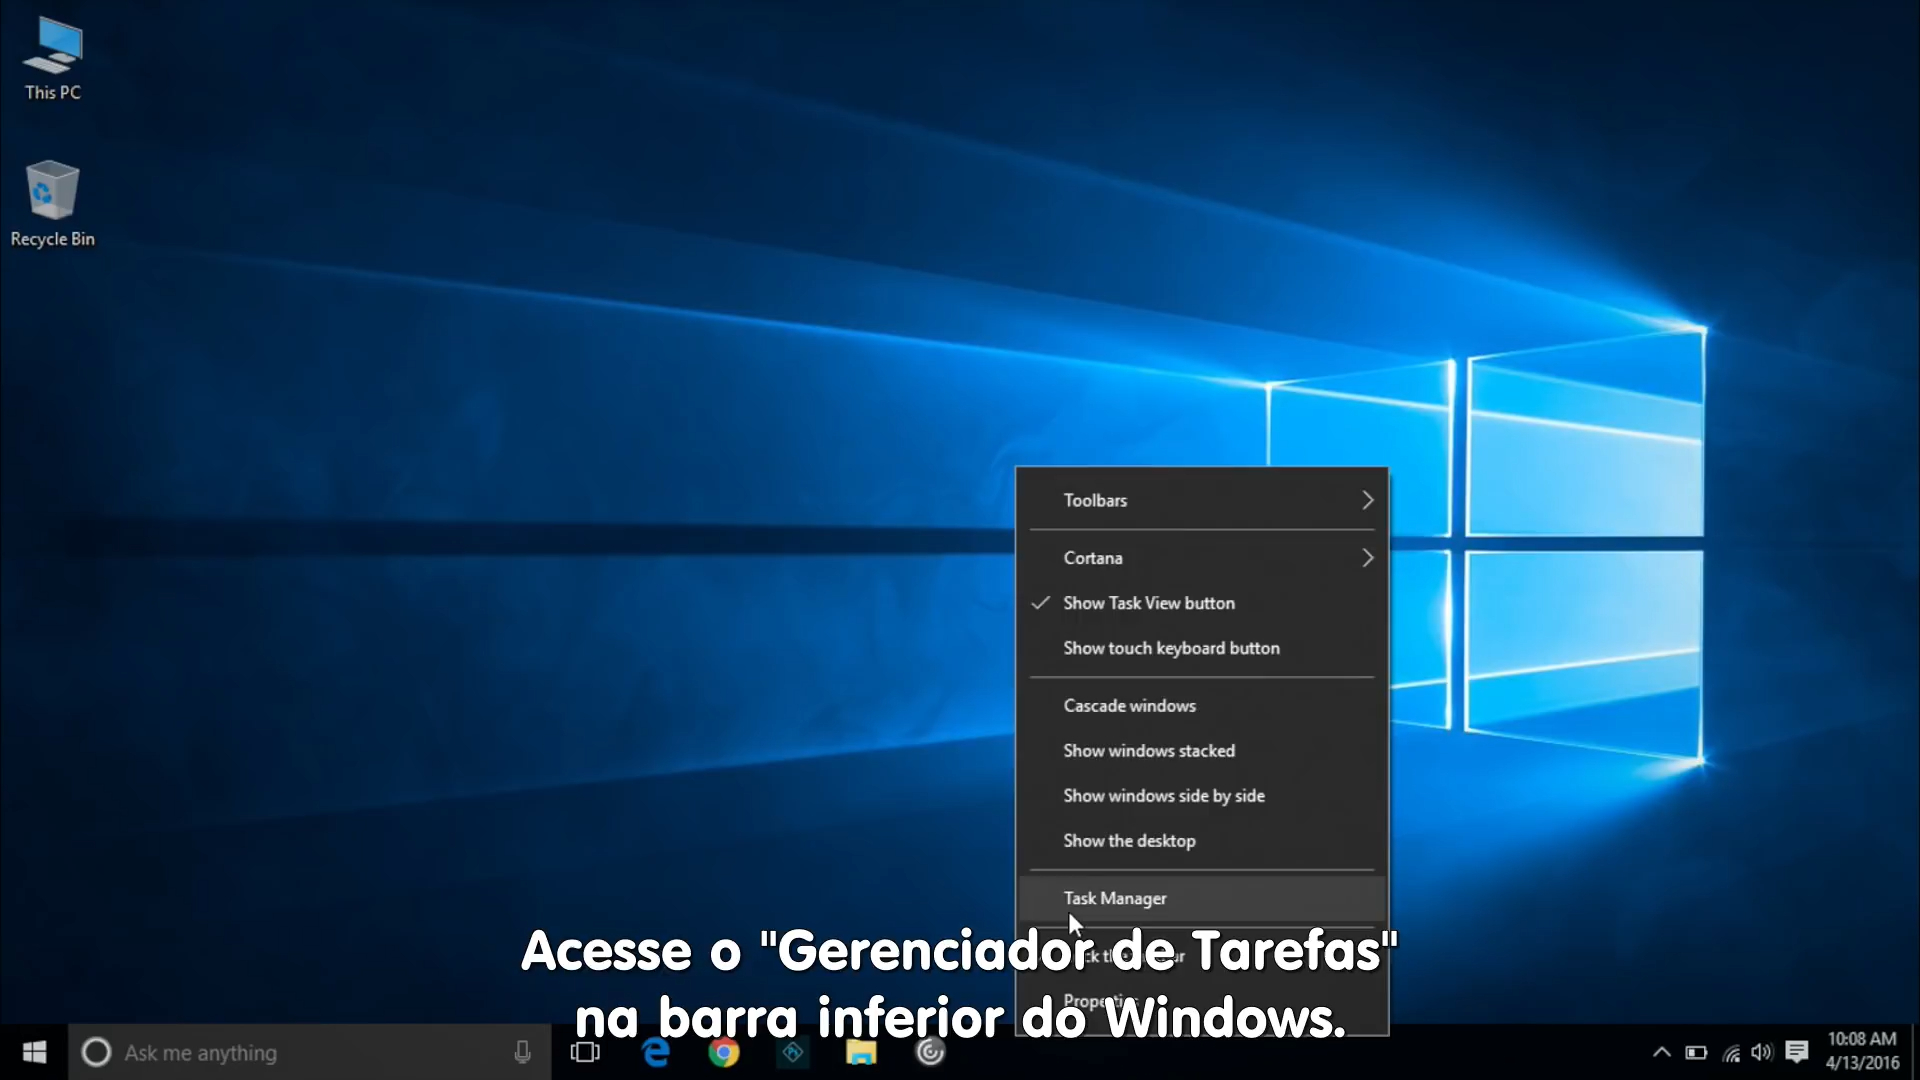 This PC
Recycle Bin
Toolbars
Cortana
Show Task View button
Show touch keyboard button
Cascade windows
Show windows stacked
Show windows side by side
Show the desktop
Task Manager
Acesse o "Gerenciador de Tarefas"
na barra inferior do Windows.
Ask me anything
10:08 AM
4/13/2016